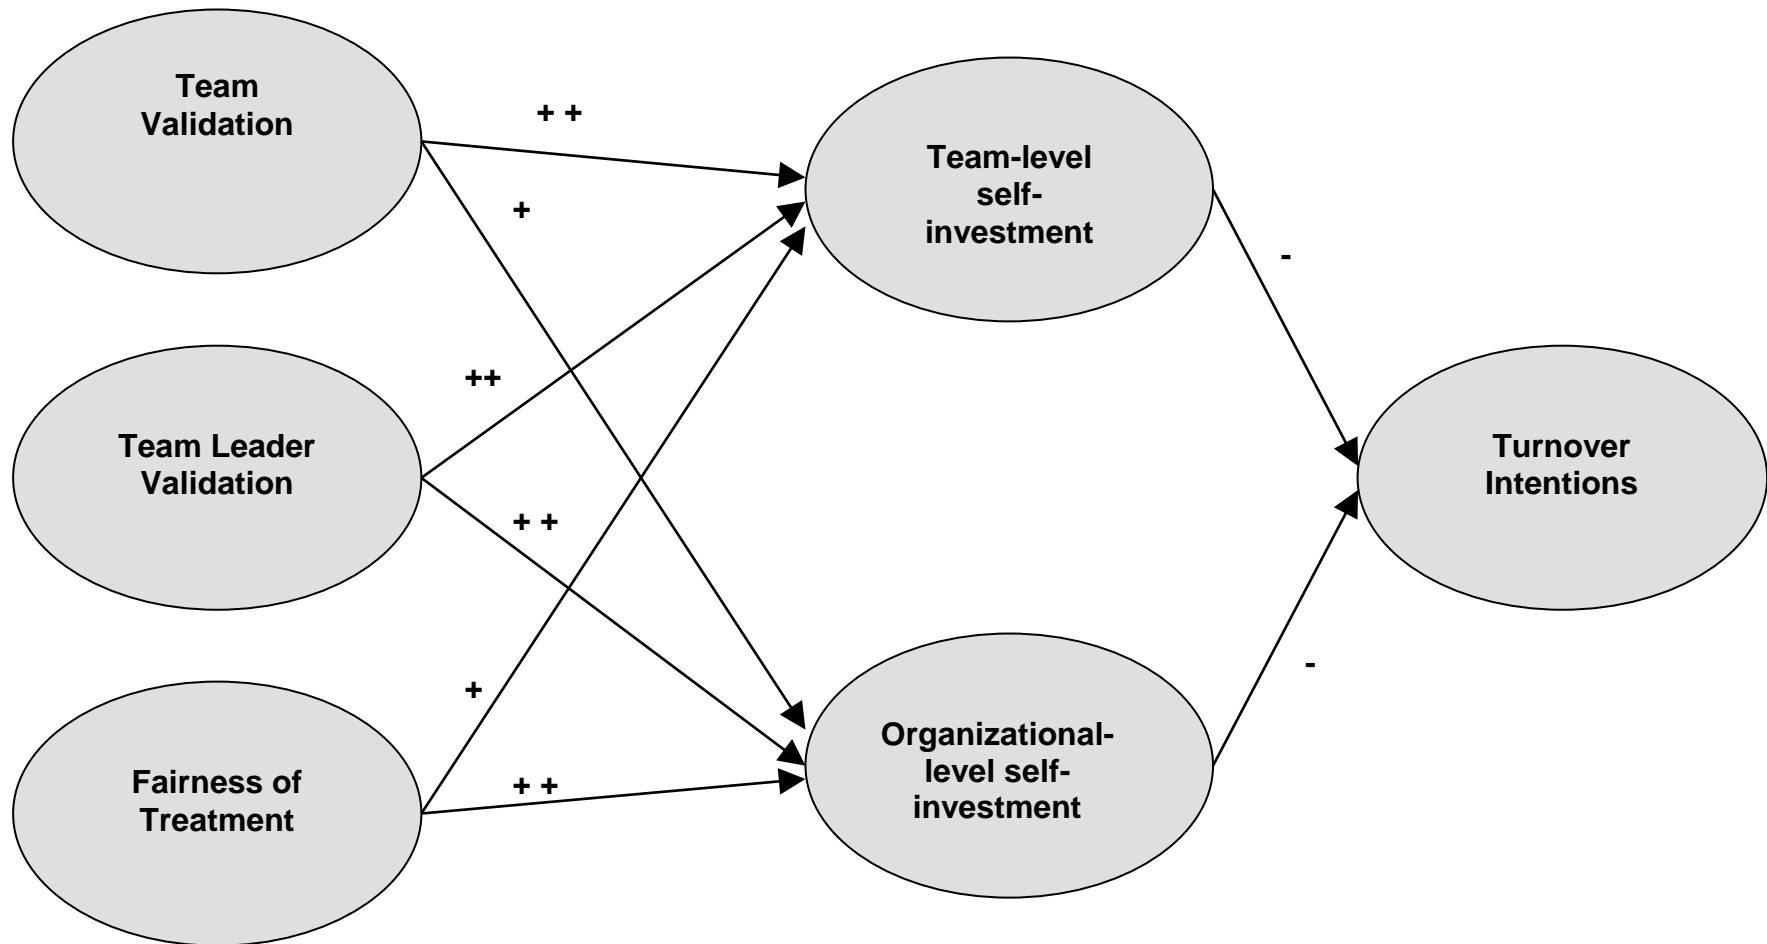 Team
Validation
+ +
+
Team-level
self-
investment
-
Team Leader
Validation
++
+ +
Turnover
Intentions
Fairness of
Treatment
+
+ +
Organizational-
level self-
investment
-